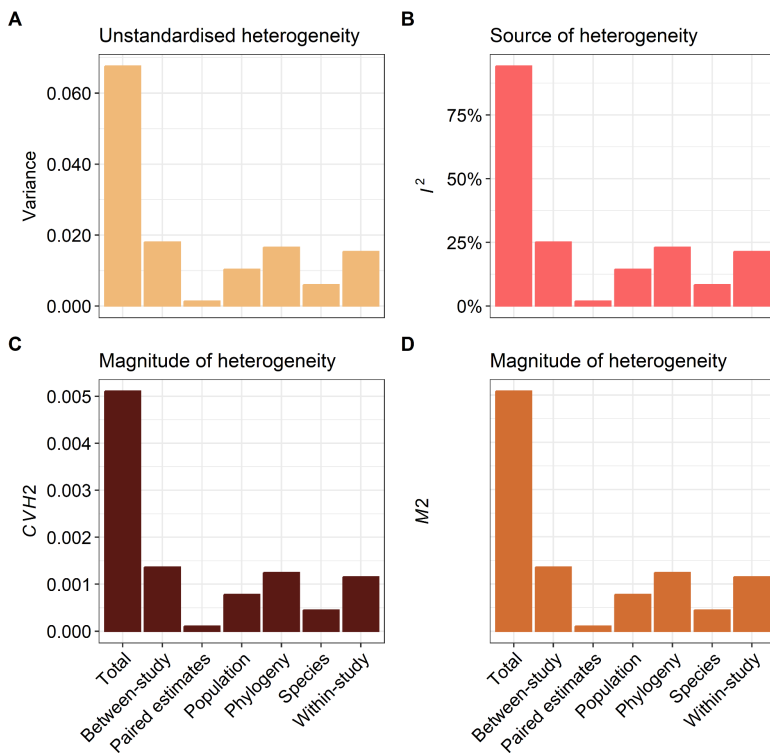 A
Unstandardised heterogeneity
0.060
0.040
0.020
0.000
Variance
B
Source of heterogeneity
75%
50%
25%
0%
I²
C
Magnitude of heterogeneity
0.005
0.004
0.003
0.002
0.001
0.000
CVH2
Total
Between-study
Paired estimates
Population
Phylogeny
Species
Within-study
D
Magnitude of heterogeneity
M2
Total
Between-study
Paired estimates
Population
Phylogeny
Species
Within-study